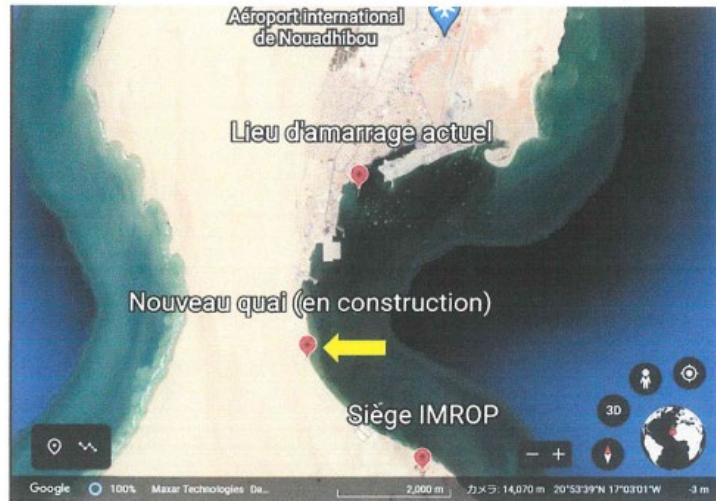 Aéroport international
de Nouadhibou
Lieu d'amarrage actuel
Nouveau quai (en construction)
Siège IMROP
3D
Google
100%
Maxar Technologies Da...
2,000 m
カメラ: 14,070 m
20°53'39"N 17°03'01"W
-3 m